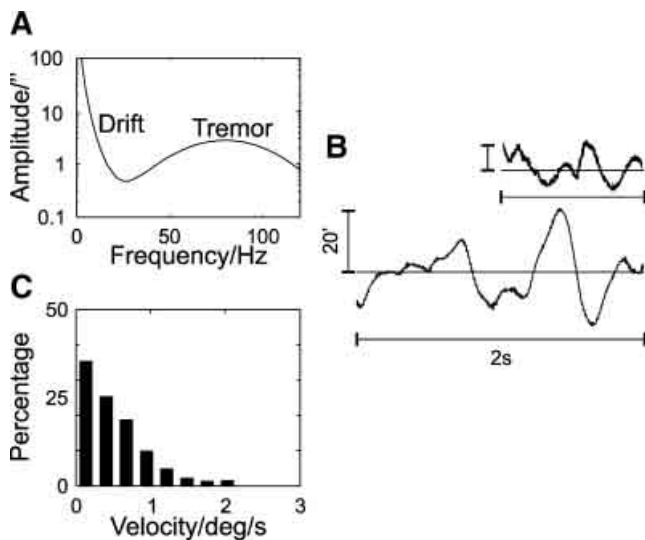 A
Amplitude/"
100
10
1
0.1
Drift
Tremor
0
50
100
Frequency/Hz
B
20'
2s
C
Percentage
50
25
0
0
1
2
3
Velocity/deg/s